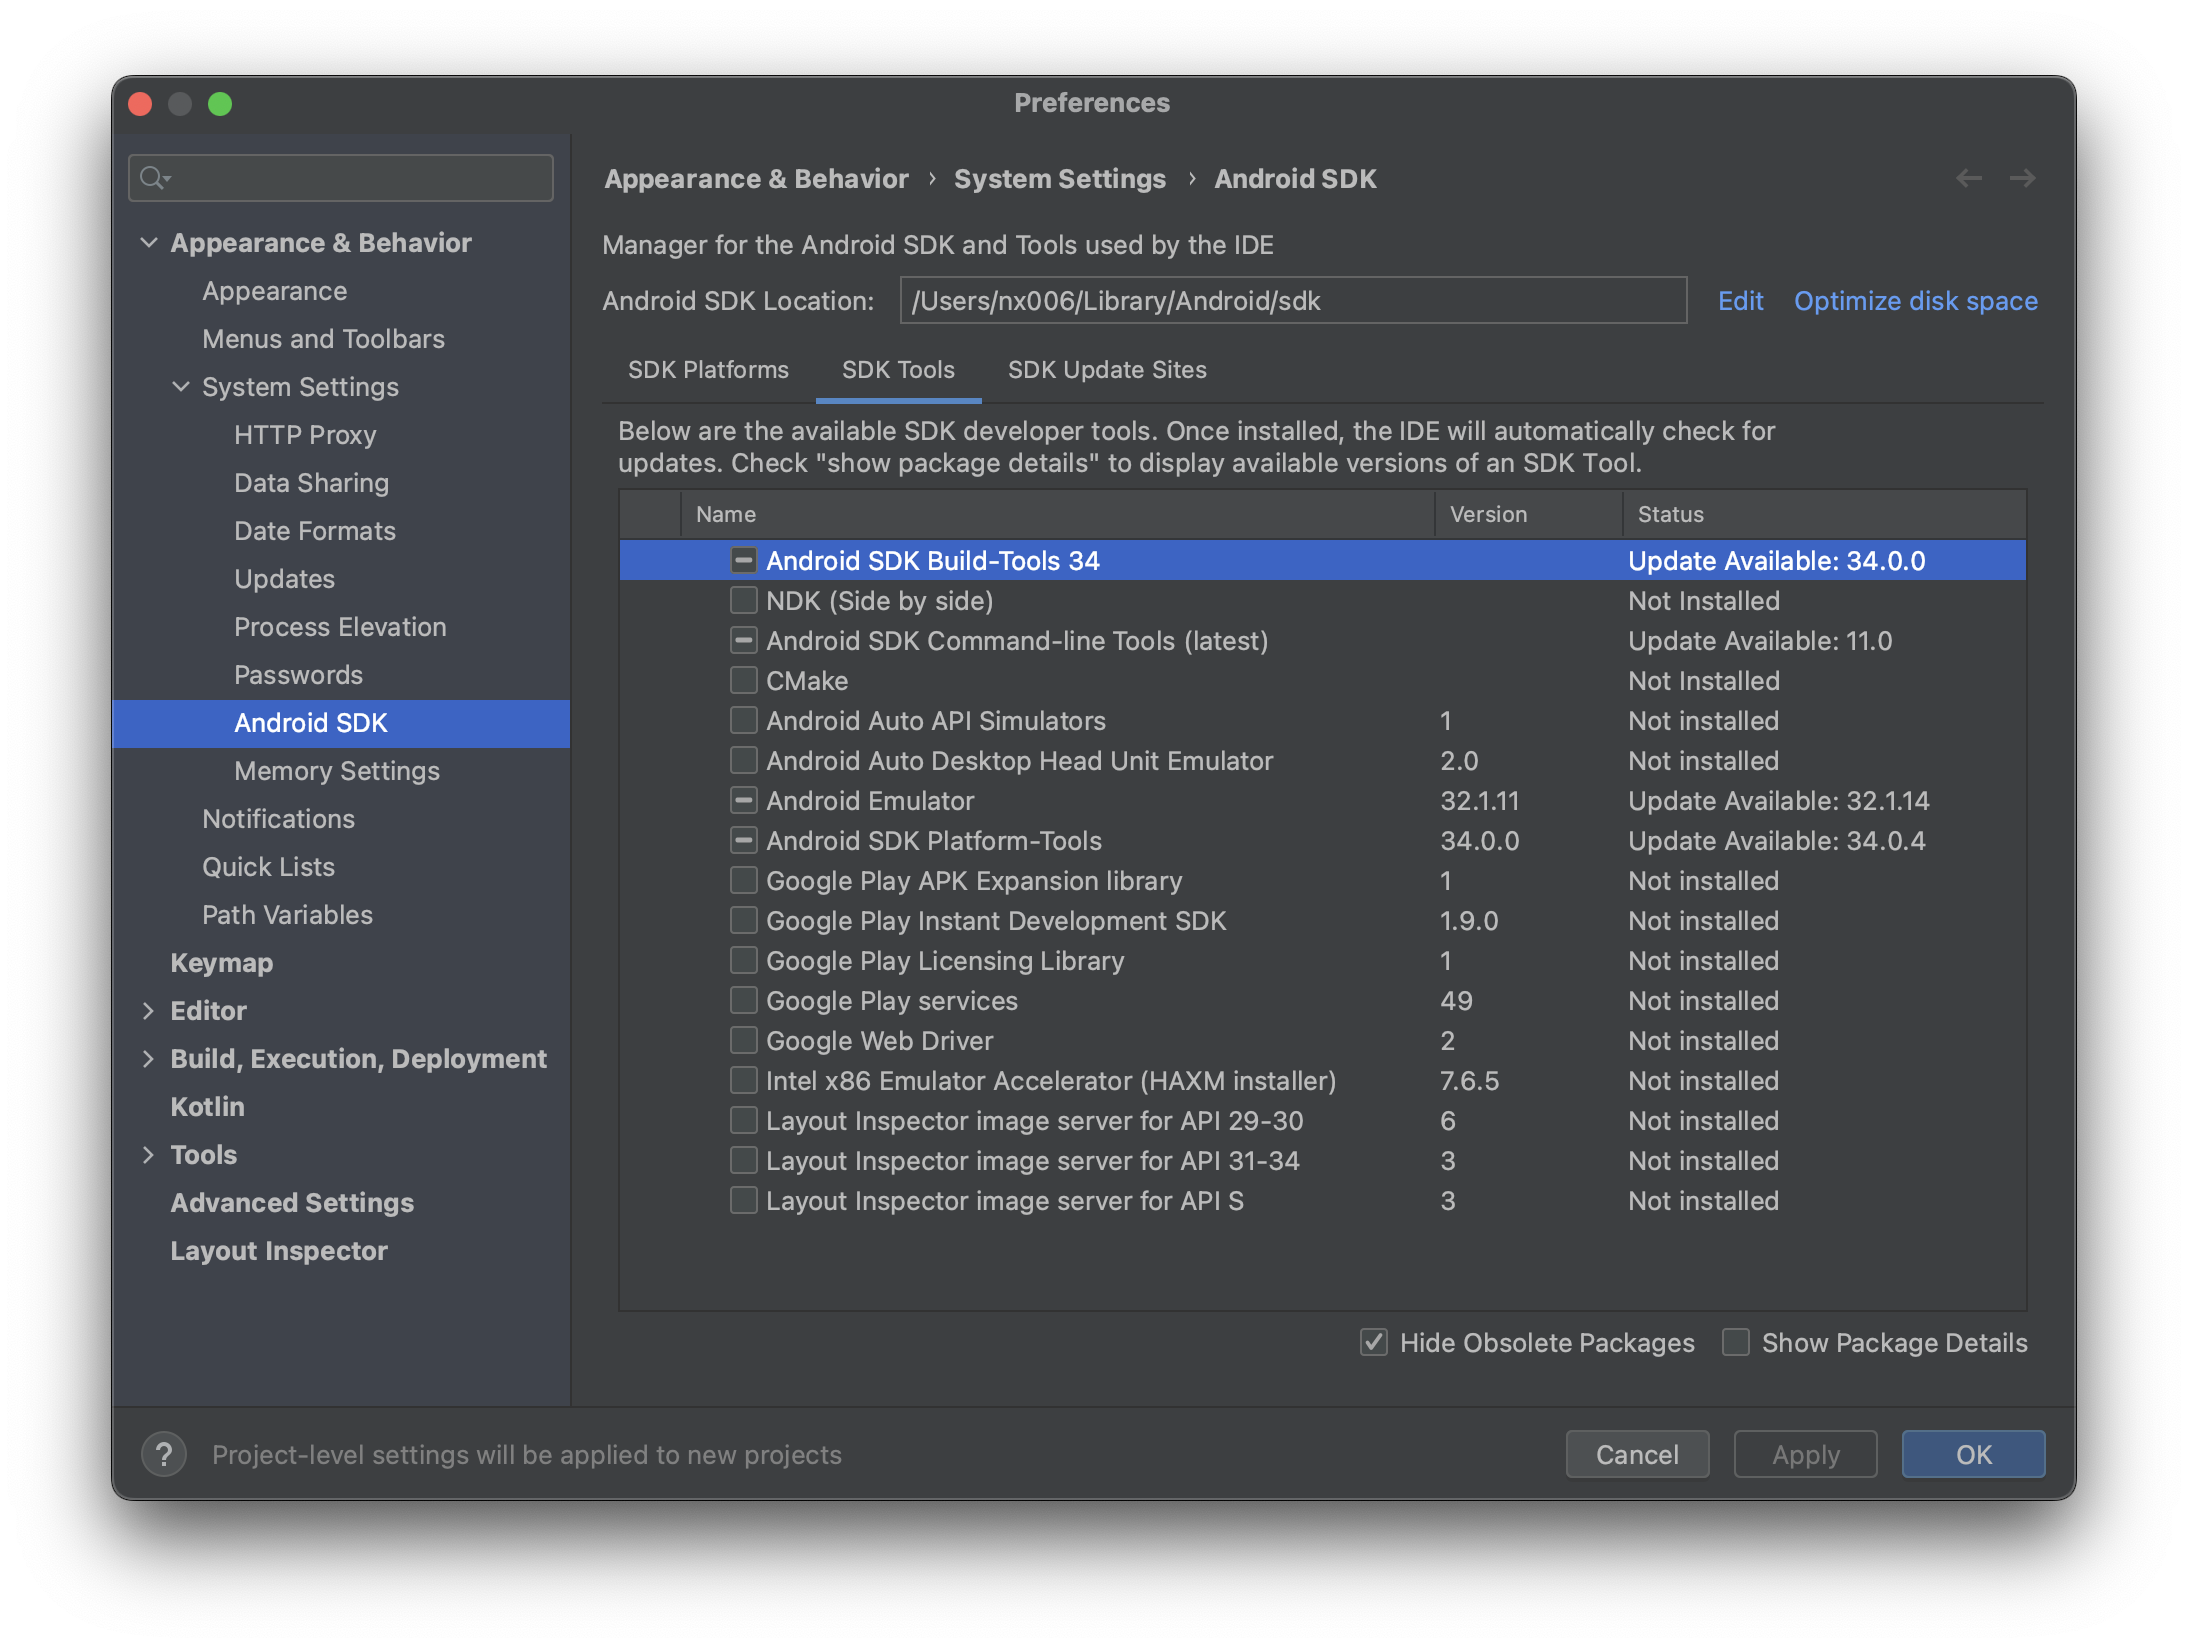 Preferences
Appearance & Behavior
Appearance
Menus and Toolbars
System Settings
HTTP Proxy
Data Sharing
Date Formats
Updates
Process Elevation
Passwords
Android SDK
Memory Settings
Notifications
Quick Lists
Path Variables
Keymap
Editor
Build, Execution, Deployment
Kotlin
Tools
Advanced Settings
Layout Inspector
Appearance & Behavior › System Settings › Android SDK
Manager for the Android SDK and Tools used by the IDE
Android SDK Location: /Users/nx006/Library/Android/sdk Edit Optimize disk space
SDK Platforms SDK Tools SDK Update Sites
Below are the available SDK developer tools. Once installed, the IDE will automatically check for
updates. Check "show package details" to display available versions of an SDK Tool.
Name Version Status
Android SDK Build-Tools 34 Update Available: 34.0.0
NDK (Side by side) Not Installed
Android SDK Command-line Tools (latest) Update Available: 11.0
CMake Not Installed
Android Auto API Simulators 1 Not installed
Android Auto Desktop Head Unit Emulator 2.0 Not installed
Android Emulator 32.1.11 Update Available: 32.1.14
Android SDK Platform-Tools 34.0.0 Update Available: 34.0.4
Google Play APK Expansion library 1 Not installed
Google Play Instant Development SDK 1.9.0 Not installed
Google Play Licensing Library 1 Not installed
Google Play services 49 Not installed
Google Web Driver 2 Not installed
Intel x86 Emulator Accelerator (HAXM installer) 7.6.5 Not installed
Layout Inspector image server for API 29-30 6 Not installed
Layout Inspector image server for API 31-34 3 Not installed
Layout Inspector image server for API S 3 Not installed
Hide Obsolete Packages Show Package Details
? Project-level settings will be applied to new projects Cancel Apply OK